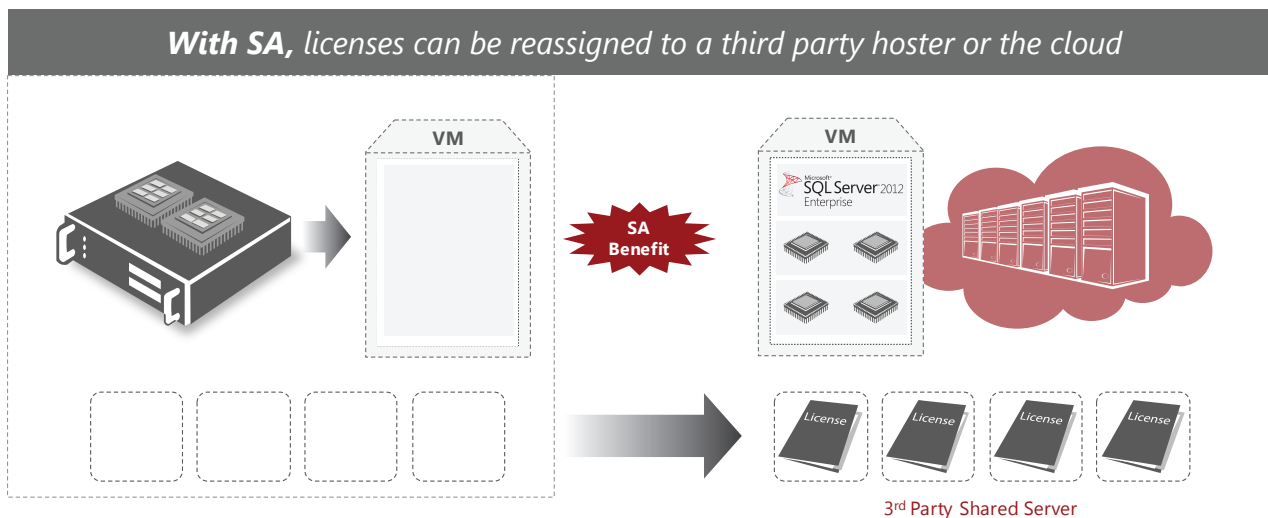 With SA, licenses can be reassigned to a third party hoster or the cloud
VM
VM
Microsoft®
SQL Server 2012
Enterprise
SA
Benefit
License
License
License
License
3rd Party Shared Server